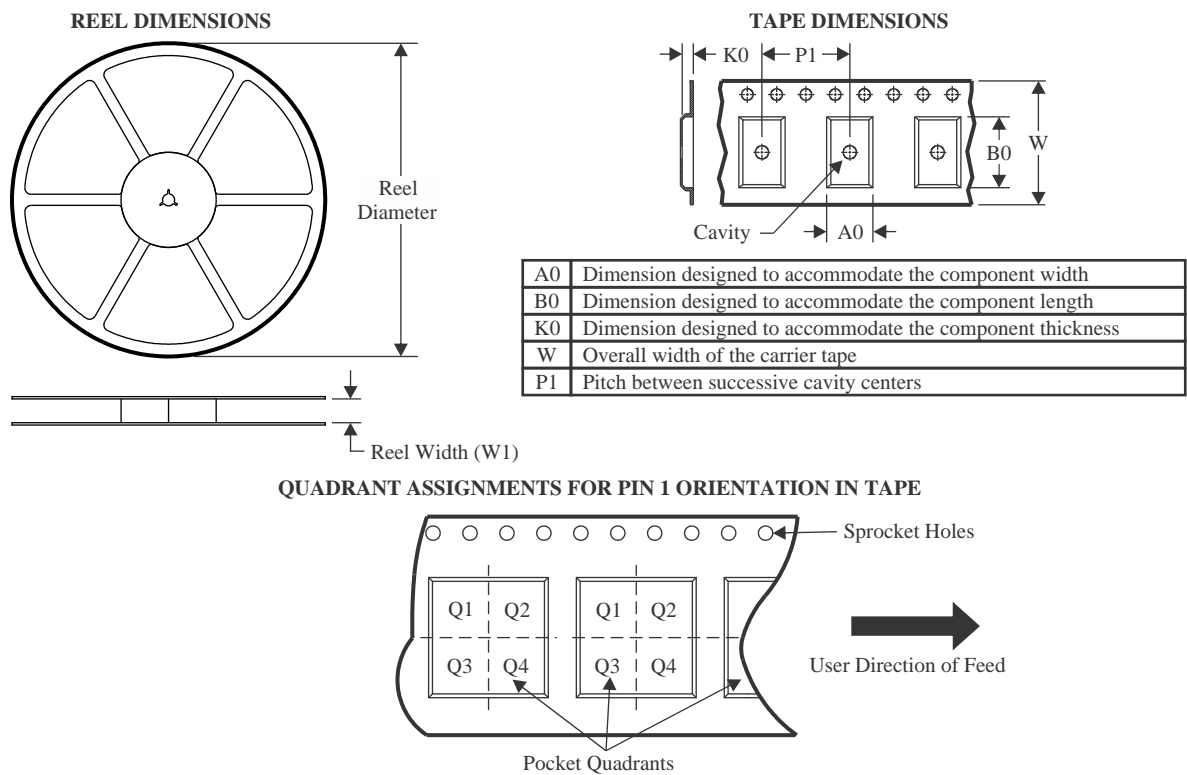 REEL DIMENSIONS
Reel
Diameter
Reel Width (W1)
TAPE DIMENSIONS
K0
P1
W
B0
Cavity
A0
A0 Dimension designed to accommodate the component width
B0 Dimension designed to accommodate the component length
K0 Dimension designed to accommodate the component thickness
W Overall width of the carrier tape
P1 Pitch between successive cavity centers
QUADRANT ASSIGNMENTS FOR PIN 1 ORIENTATION IN TAPE
Sprocket Holes
Q1 Q2 Q1 Q2
Q3 Q4 Q3 Q4
User Direction of Feed
Pocket Quadrants